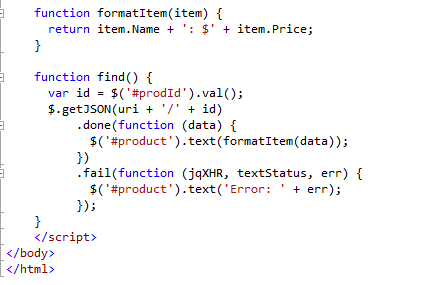 function formatItem(item) {
return item.Name + ': $' + item.Price;
}
function find() {
var id = $('#prodId').val();
$.getJSON(uri + '/' + id)
.done(function (data) {
$('#product').text(formatItem(data));
})
.fail(function (jqXHR, textStatus, err) {
$('#product').text('Error: ' + err);
});
}
</script>
</body>
</html>